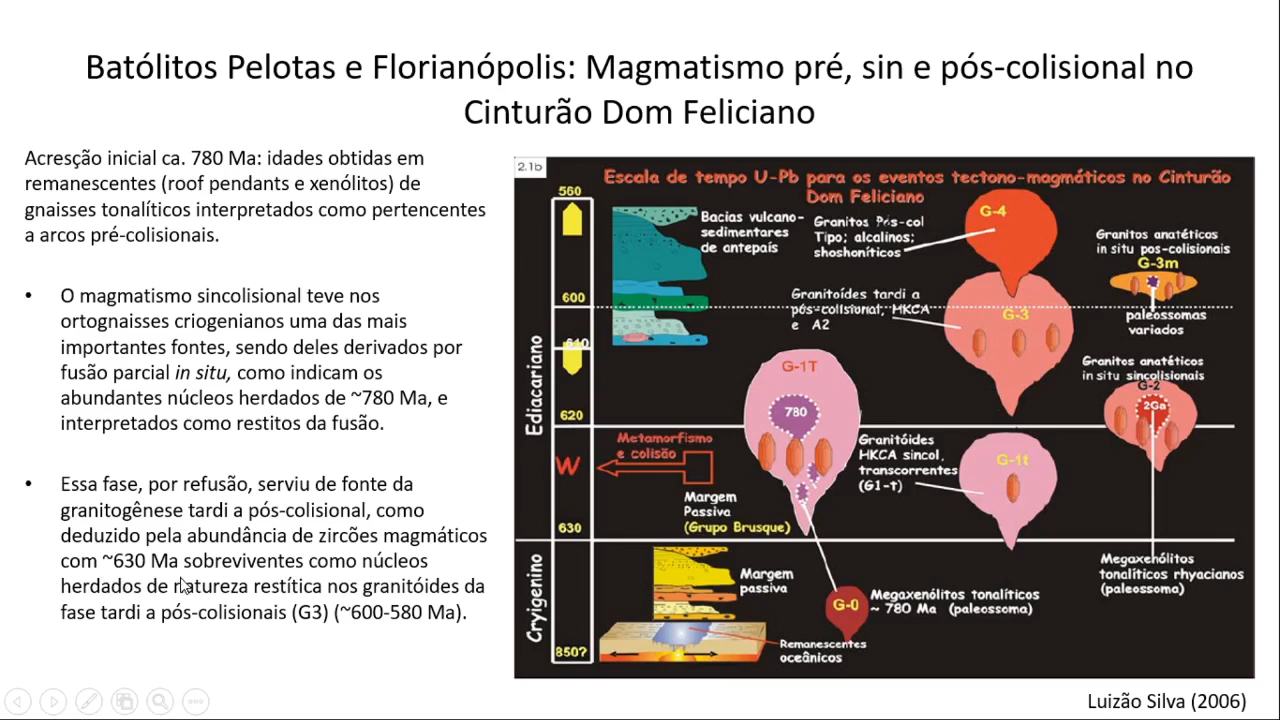 Batólitos Pelotas e Florianópolis: Magmatismo pré, sin e pós-colisional no
Cinturão Dom Feliciano
Acresção inicial ca. 780 Ma: idades obtidas em
remanescentes (roof pendants e xenólitos) de
gnaisses tonalíticos interpretados como pertencentes
a arcos pré-colisionais.
• O magmatismo sincolisional teve nos
ortognaisses criogenianos uma das mais
importantes fontes, sendo deles derivados por
fusão parcial in situ, como indicam os
abundantes núcleos herdados de ~780 Ma, e
interpretados como restitos da fusão.
• Essa fase, por refusão, serviu de fonte da
granitogênese tardi a pós-colisional, como
deduzido pela abundância de zircões magmáticos
com ~630 Ma sobreviventes como núcleos
herdados de natureza restítica nos granitóides da
fase tardi a pós-colisionais (G3) (~600-580 Ma).
2.1b
Escala de tempo U-Pb para os eventos tectono-magmáticos no Cinturão
Dom Feliciano
560
600
610
620
630
850?
Ediacariano
Cryigenino
W
Bacias vulcano-
sedimentares
de antepaís
Granitos Pós-col
Tipo; alcalinos;
shoshoníticos
G-4
Granitos anatéticos
in situ pos-colisionais
G-3m
paleossomas
variados
Granitoídes tardi a
pós-colisional, HKCA
e A2
G-3
G-1T
780
Granitos anatéticos
in situ sincolisionais
G-2
2Ga
Metamorfismo
e colisão
Granitóides
HKCA sincol,
transcorrentes
(G1-t)
G-1t
Margem
Passiva
(Grupo Brusque)
Margem
passiva
G-0
Megaxenólitos tonalíticos
~ 780 Ma (paleossoma)
Megaxenólitos
tonalíticos rhyacianos
(paleossoma)
Remanescentes
oceânicos
Luizão Silva (2006)